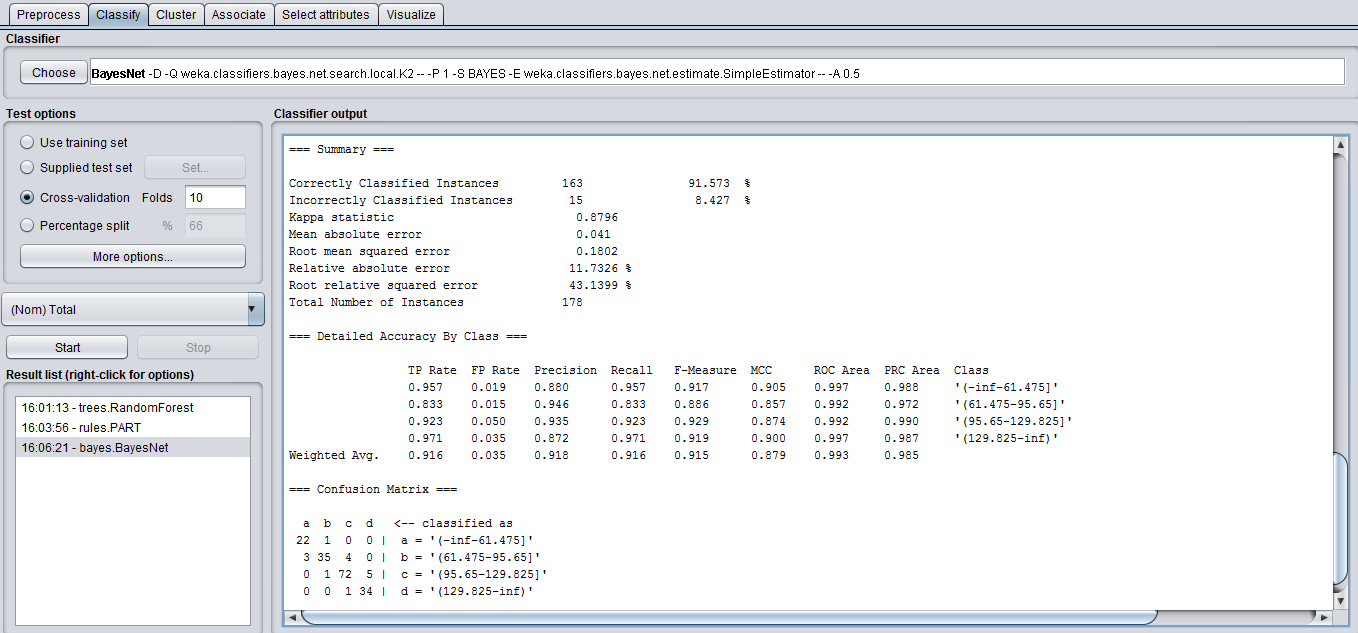 Preprocess Classify Cluster Associate Select attributes Visualize
Classifier
Choose BayesNet -D -Q weka.classifiers.bayes.net.search.local.K2 -- -P 1 -S BAYES -E weka.classifiers.bayes.net.estimate.SimpleEstimator -- -A 0.5
Test options
Use training set
Supplied test set Set...
Cross-validation Folds 10
Percentage split % 66
More options...
(Nom) Total
Start Stop
Result list (right-click for options)
16:01:13 - trees.RandomForest
16:03:56 - rules.PART
16:06:21 - bayes.BayesNet
Classifier output
=== Summary ===
Correctly Classified Instances 163 91.573 %
Incorrectly Classified Instances 15 8.427 %
Kappa statistic 0.8796
Mean absolute error 0.041
Root mean squared error 0.1802
Relative absolute error 11.7326 %
Root relative squared error 43.1399 %
Total Number of Instances 178
=== Detailed Accuracy By Class ===
TP Rate FP Rate Precision Recall F-Measure MCC ROC Area PRC Area Class
0.957 0.019 0.880 0.957 0.917 0.905 0.997 0.988 '(-inf-61.475]'
0.833 0.015 0.946 0.833 0.886 0.857 0.992 0.972 '(61.475-95.65]'
0.923 0.050 0.935 0.923 0.929 0.874 0.992 0.990 '(95.65-129.825]'
0.971 0.035 0.872 0.971 0.919 0.900 0.997 0.987 '(129.825-inf)'
Weighted Avg. 0.916 0.035 0.918 0.916 0.915 0.879 0.993 0.985
=== Confusion Matrix ===
a b c d <-- classified as
22 1 0 0 | a = '(-inf-61.475]'
3 35 4 0 | b = '(61.475-95.65]'
0 1 72 5 | c = '(95.65-129.825]'
0 0 1 34 | d = '(129.825-inf)'